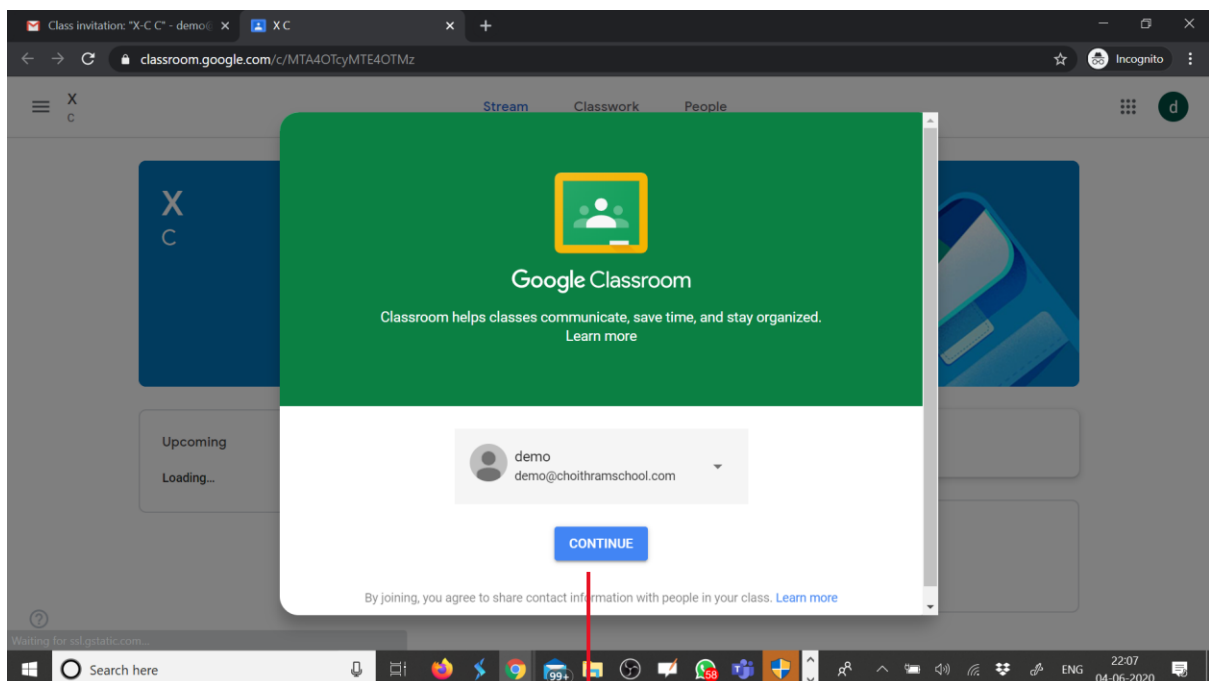 Class invitation: "X-C C" - demo@
X C
classroom.google.com/c/MTA4OTcyMTE4OTMz
Incognito
X
C
Stream Classwork People
d
X
C
Google Classroom
Classroom helps classes communicate, save time, and stay organized.
Learn more
Upcoming
Loading...
demo
demo@choithramschool.com
CONTINUE
By joining, you agree to share contact information with people in your class. Learn more
Waiting for ssl.gstatic.com...
Search here
99+
58
ENG
22:07
04-06-2020